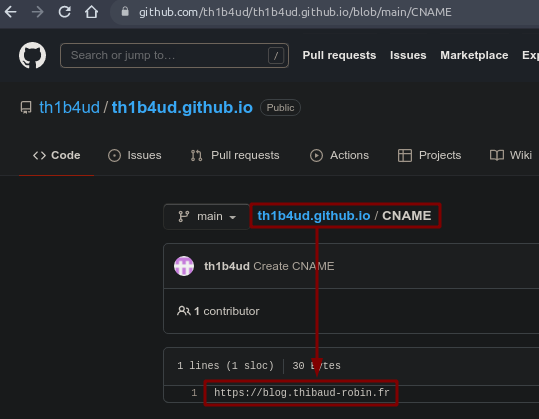 github.com/th1b4ud/th1b4ud.github.io/blob/main/CNAME
Search or jump to… / Pull requests Issues Marketplace Exp
th1b4ud / th1b4ud.github.io Public
Code Issues Pull requests Actions Projects Wiki
main th1b4ud.github.io / CNAME
th1b4ud Create CNAME
1 contributor
1 lines (1 sloc) 30 Bytes
1 https://blog.thibaud-robin.fr